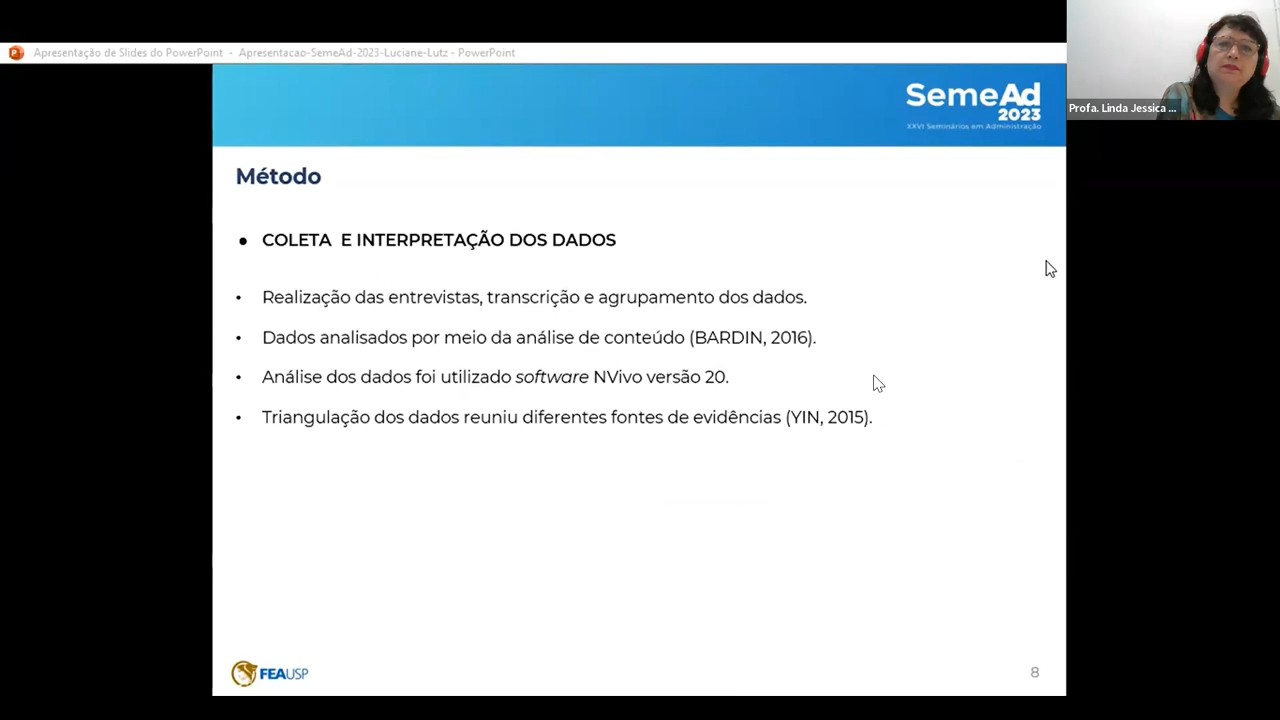 Apresentação de Slides do PowerPoint - Apresentacao-SemeAd-2023-Luciane-Lutz - PowerPoint
Profa. Linda Jessica ...
SemeAd
2023
XXVI Seminários em Administração
Método
● COLETA E INTERPRETAÇÃO DOS DADOS
• Realização das entrevistas, transcrição e agrupamento dos dados.
• Dados analisados por meio da análise de conteúdo (BARDIN, 2016).
• Análise dos dados foi utilizado software NVivo versão 20.
• Triangulação dos dados reuniu diferentes fontes de evidências (YIN, 2015).
FEAUSP
8